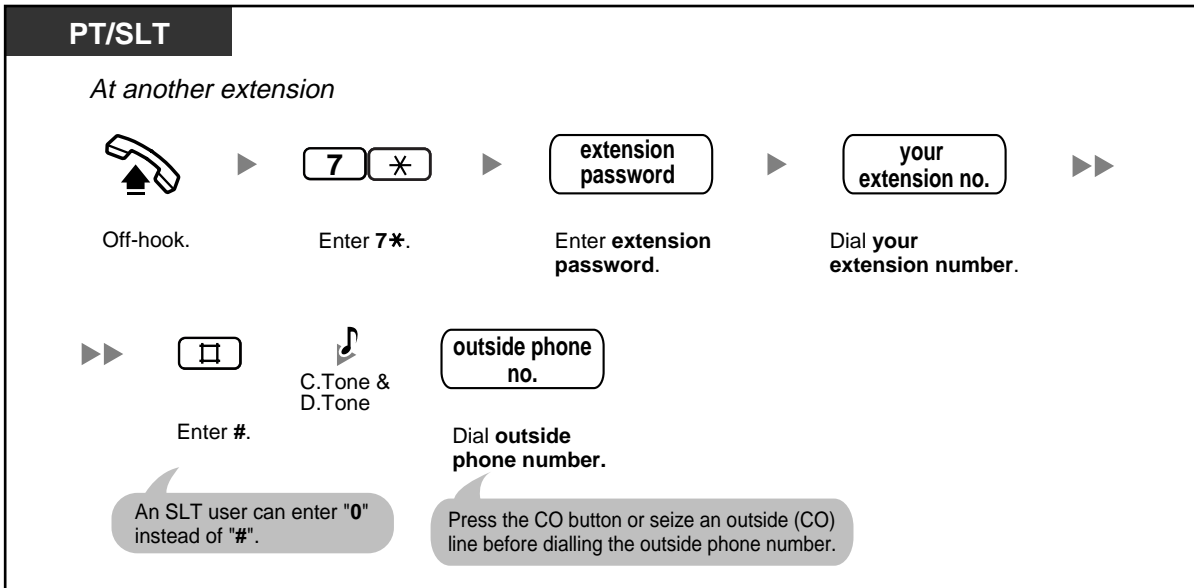 PT/SLT
At another extension
7 ✳
extension
password
your
extension no.
Off-hook.
Enter 7✳.
Enter extension
password.
Dial your
extension number.
#
C.Tone &
D.Tone
outside phone
no.
Enter #.
Dial outside
phone number.
An SLT user can enter "0"
instead of "#".
Press the CO button or seize an outside (CO)
line before dialling the outside phone number.